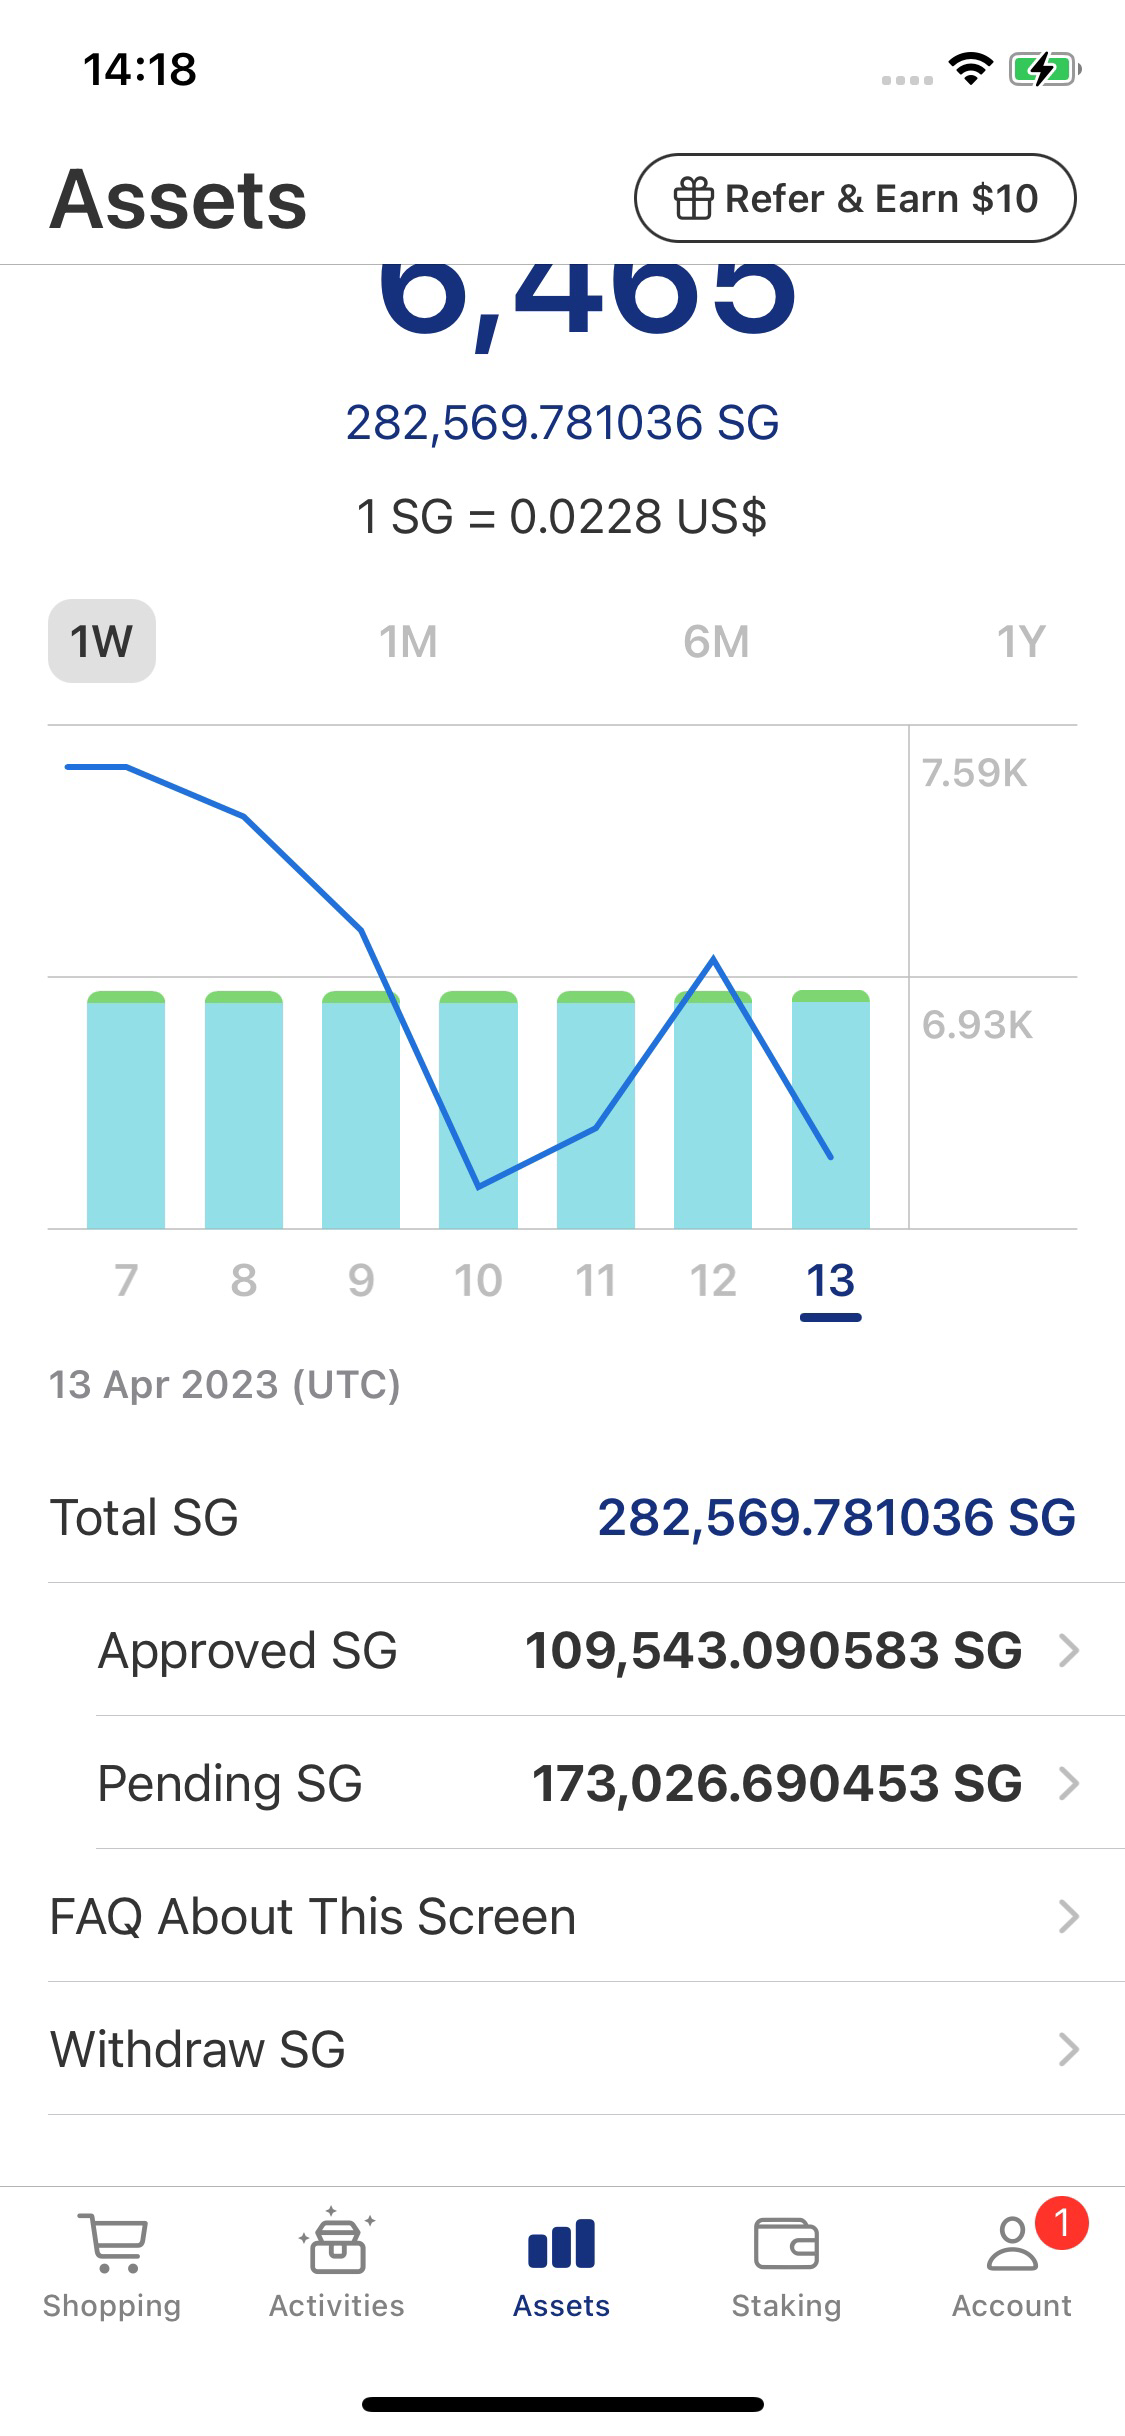 14:18
Assets
Refer & Earn $10
6,465
282,569.781036 SG
1 SG = 0.0228 US$
1W 1M 6M 1Y
7.59K
6.93K
7 8 9 10 11 12 13
13 Apr 2023 (UTC)
Total SG 282,569.781036 SG
Approved SG 109,543.090583 SG
Pending SG 173,026.690453 SG
FAQ About This Screen
Withdraw SG
1
Shopping Activities Assets Staking Account